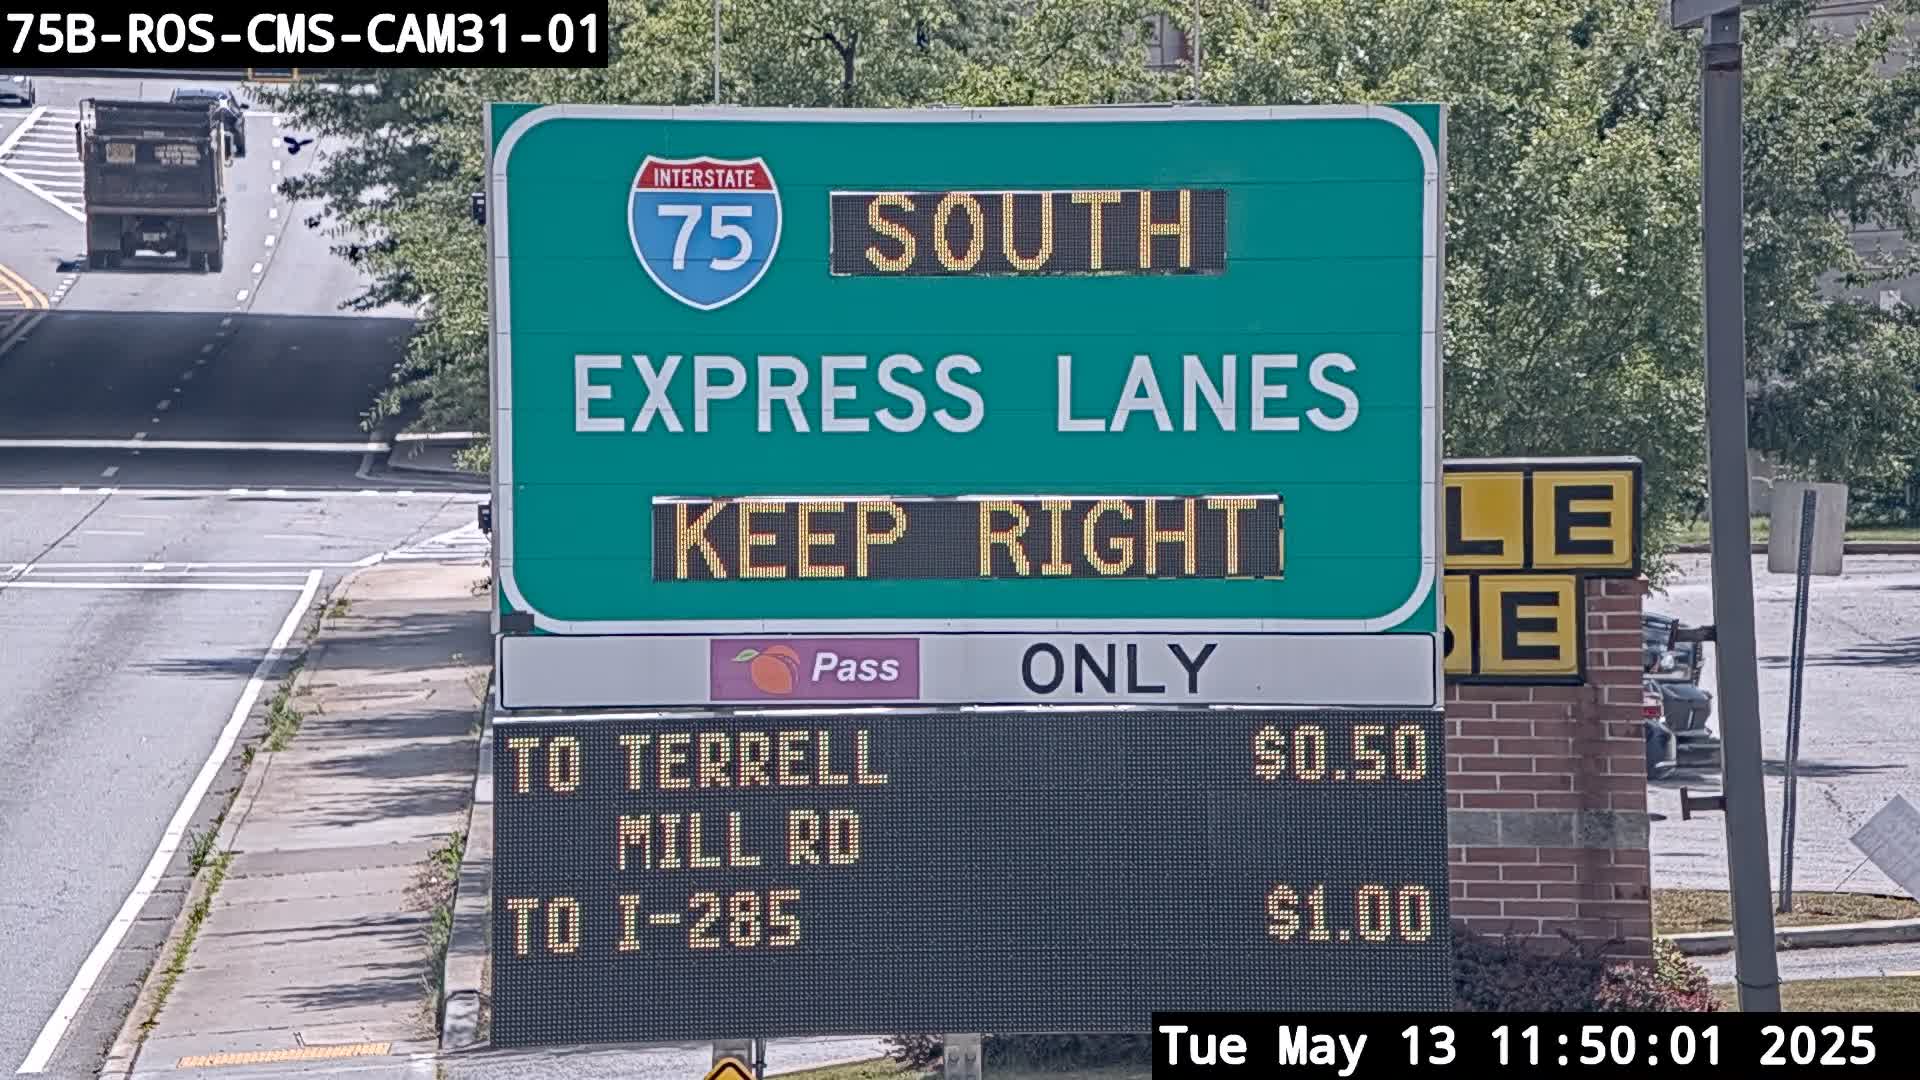 75B-ROS-CMS-CAM31-01
INTERSTATE
75
SOUTH
EXPRESS LANES
KEEP RIGHT
Pass ONLY
TO TERRELL $0.50
MILL RD
TO I-285 $1.00
LE
E
Tue May 13 11:50:01 2025